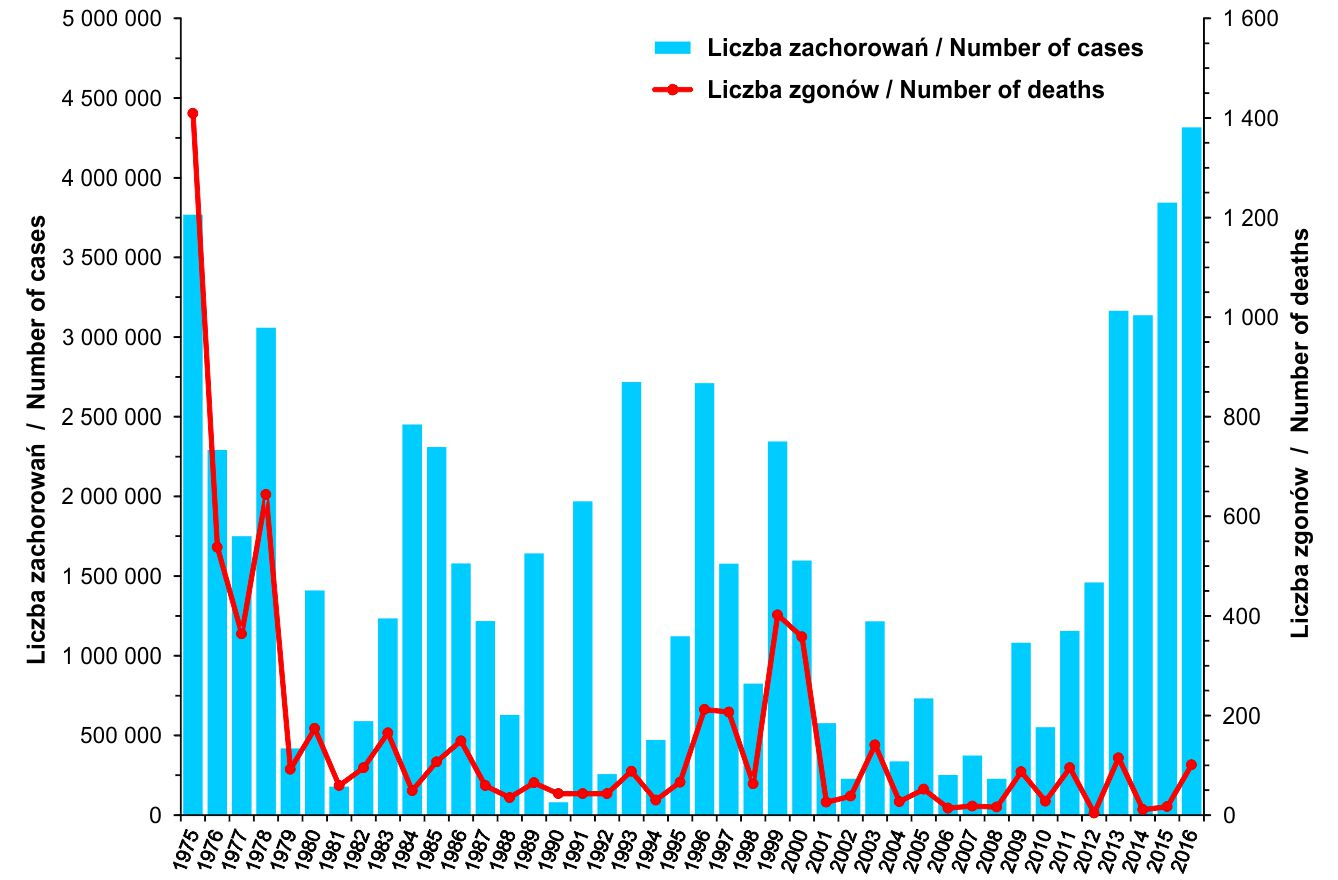 Liczba zachorowań / Number of cases
Liczba zgonów / Number of deaths
Liczba zachorowań / Number of cases
5 000 000
4 500 000
4 000 000
3 500 000
3 000 000
2 500 000
2 000 000
1 500 000
1 000 000
500 000
0
1 600
1 400
1 200
1 000
800
600
400
200
0
Liczba zgonów / Number of deaths
1975 1976 1977 1978 1979 1980 1981 1982 1983 1984 1985 1986 1987 1988 1989 1990 1991 1992 1993 1994 1995 1996 1997 1998 1999 2000 2001 2002 2003 2004 2005 2006 2007 2008 2009 2010 2011 2012 2013 2014 2015 2016